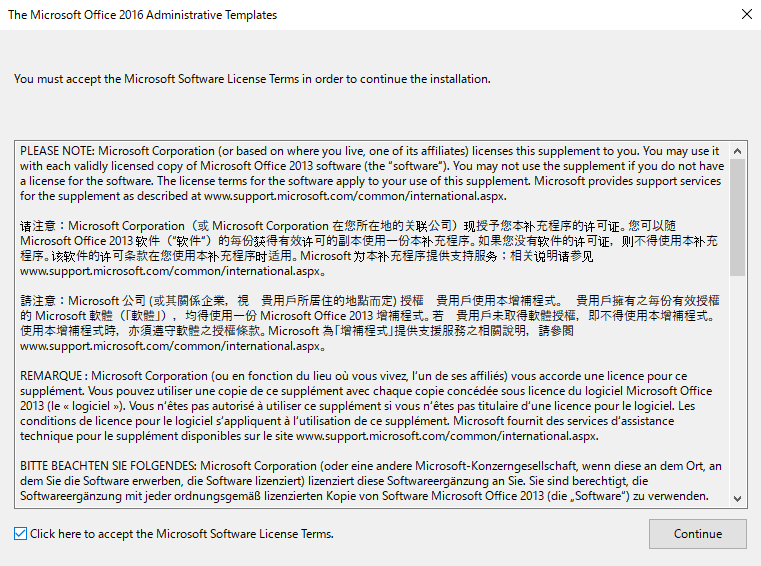 The Microsoft Office 2016 Administrative Templates
You must accept the Microsoft Software License Terms in order to continue the installation.
PLEASE NOTE: Microsoft Corporation (or based on where you live, one of its affiliates) licenses this supplement to you. You may use it
with each validly licensed copy of Microsoft Office 2013 software (the "software"). You may not use the supplement if you do not have
a license for the software. The license terms for the software apply to your use of this supplement. Microsoft provides support services
for the supplement as described at www.support.microsoft.com/common/international.aspx.
请注意：Microsoft Corporation（或 Microsoft Corporation 在您所在地的关联公司）现授予您本补充程序的许可证。您可以随
Microsoft Office 2013 软件（“软件”）的每份获得有效许可的副本使用一份本补充程序。如果您没有软件的许可证，则不得使用本补充
程序。该软件的许可条款在您使用本补充程序时适用。Microsoft 为本补充程序提供支持服务；相关说明请参见
www.support.microsoft.com/common/international.aspx。
請注意：Microsoft 公司 (或其關係企業，視　貴用戶所居住的地點而定) 授權　貴用戶使用本增補程式。　貴用戶擁有之每份有效授權
的 Microsoft 軟體（「軟體」），均得使用一份 Microsoft Office 2013 增補程式。若　貴用戶未取得軟體授權，即不得使用本增補程式。
使用本增補程式時，亦須遵守軟體之授權條款。Microsoft 為「增補程式」提供支援服務之相關說明，請參閱
www.support.microsoft.com/common/international.aspx。
REMARQUE : Microsoft Corporation (ou en fonction du lieu où vous vivez, l’un de ses affiliés) vous accorde une licence pour ce
supplément. Vous pouvez utiliser une copie de ce supplément avec chaque copie concédée sous licence du logiciel Microsoft Office
2013 (le « logiciel »). Vous n’êtes pas autorisé à utiliser ce supplément si vous n’êtes pas titulaire d’une licence pour le logiciel. Les
conditions de licence pour le logiciel s’appliquent à l’utilisation de ce supplément. Microsoft fournit des services d’assistance
technique pour le supplément disponibles sur le site www.support.microsoft.com/common/international.aspx.
BITTE BEACHTEN SIE FOLGENDES: Microsoft Corporation (oder eine andere Microsoft-Konzerngesellschaft, wenn diese an dem Ort, an
dem Sie die Software erwerben, die Software lizenziert) lizenziert diese Softwareergänzung an Sie. Sie sind berechtigt, die
Softwareergänzung mit jeder ordnungsgemäß lizenzierten Kopie von Software Microsoft Office 2013 (die „Software“) zu verwenden.
Click here to accept the Microsoft Software License Terms.
Continue